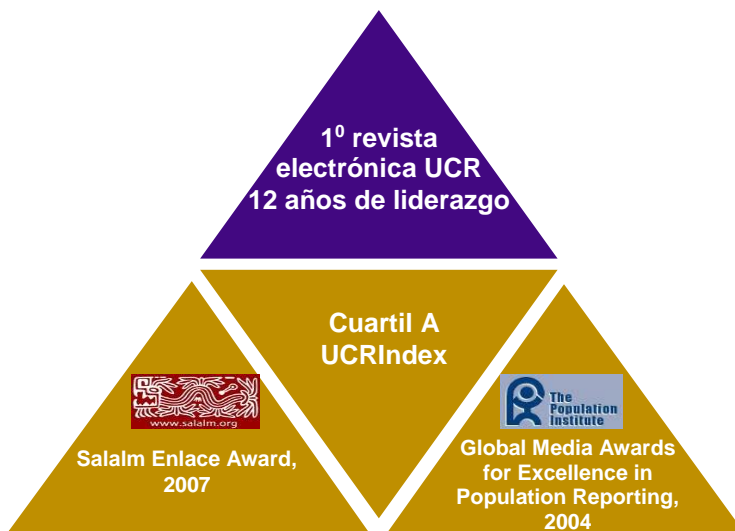 1⁰ revista
electrónica UCR
12 años de liderazgo
Cuartil A
UCRIndex
www.salalm.org
Salalm Enlace Award,
2007
The
Population
Institute
Global Media Awards
for Excellence in
Population Reporting,
2004